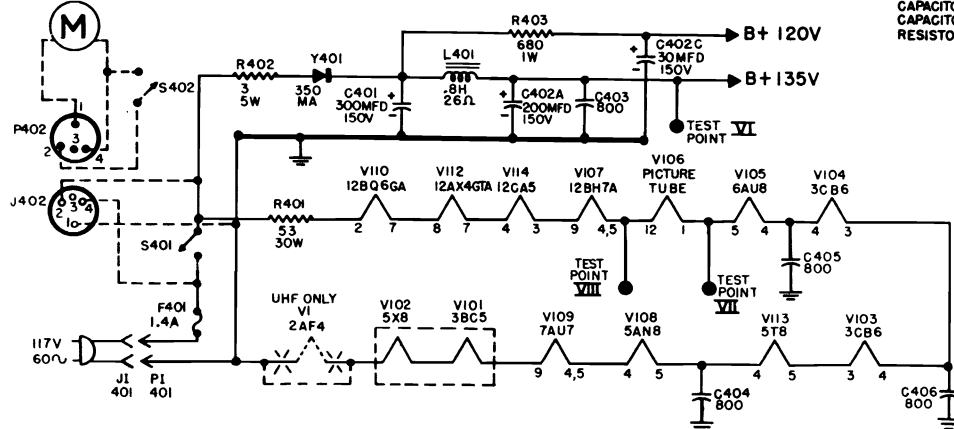 CAPACITO
CAPACITO
RESISTO
M
S402
P402
1
3
2
4
R402
3
5W
Y401
350
MA
C401
300MFD
150V
R403
680
1W
L401
.8H
26Ω
C402A
200MFD
150V
C403
800
C402C
30MFD
150V
B+ 120V
B+135V
TEST
POINT VI
J402
2 3 4
1
S401
R401
53
30W
V110
12BQ6GA
2 7
V112
12AX4GTA
8 7
V114
12CA5
4 3
V107
12BH7A
9 4,5
V106
PICTURE
TUBE
12 1
V105
6AU8
5 4
V104
3CB6
4 3
C405
800
TEST
POINT
VIII
TEST
POINT
VII
F401
1.4A
117V
60~
J1
401
P1
401
UHF ONLY
V1
2AF4
V102
5X8
V101
3BC5
V109
7AU7
9 4,5
V108
5AN8
4 5
C404
800
V113
5T8
4 5
V103
3CB6
3 4
C406
800